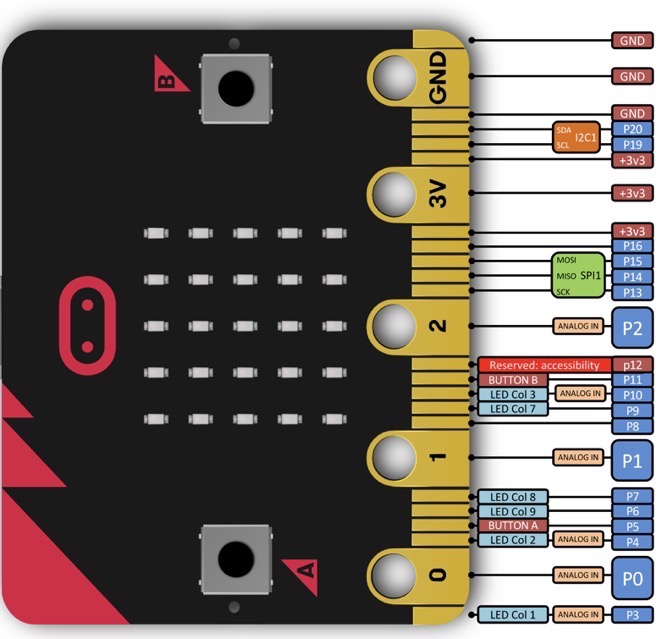 B
GND
3V
2
1
0
A
GND
GND
GND
SDA I2C1 P20
SCL P19
+3v3
+3v3
+3v3
P16
MOSI P15
MISO SPI1 P14
SCK P13
ANALOG IN P2
Reserved: accessibility p12
BUTTON B P11
LED Col 3 ANALOG IN P10
LED Col 7 P9
P8
ANALOG IN P1
LED Col 8 P7
LED Col 9 P6
BUTTON A P5
LED Col 2 ANALOG IN P4
ANALOG IN P0
LED Col 1 ANALOG IN P3